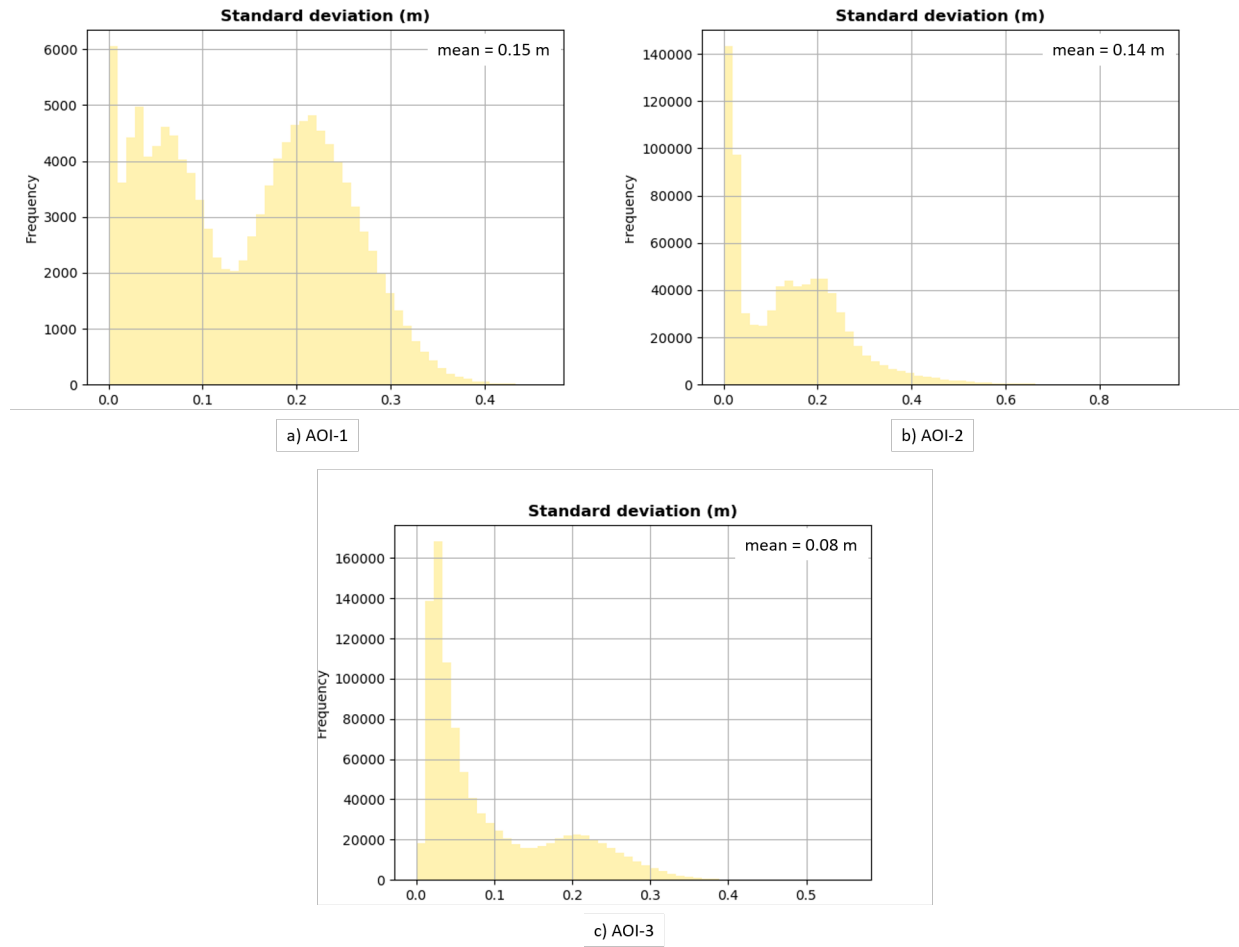 Standard deviation (m)
mean = 0.15 m
Frequency
6000
5000
4000
3000
2000
1000
0
0.0 0.1 0.2 0.3 0.4
a) AOI-1
Standard deviation (m)
mean = 0.14 m
Frequency
140000
120000
100000
80000
60000
40000
20000
0
0.0 0.2 0.4 0.6 0.8
b) AOI-2
Standard deviation (m)
mean = 0.08 m
Frequency
160000
140000
120000
100000
80000
60000
40000
20000
0
0.0 0.1 0.2 0.3 0.4 0.5
c) AOI-3